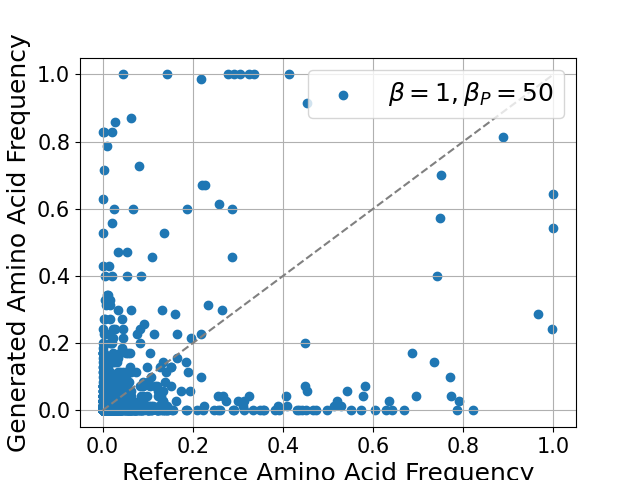 Generated Amino Acid Frequency
1.0
0.8
0.6
0.4
0.2
0.0
β = 1, β_P = 50
0.0 0.2 0.4 0.6 0.8 1.0
Reference Amino Acid Frequency